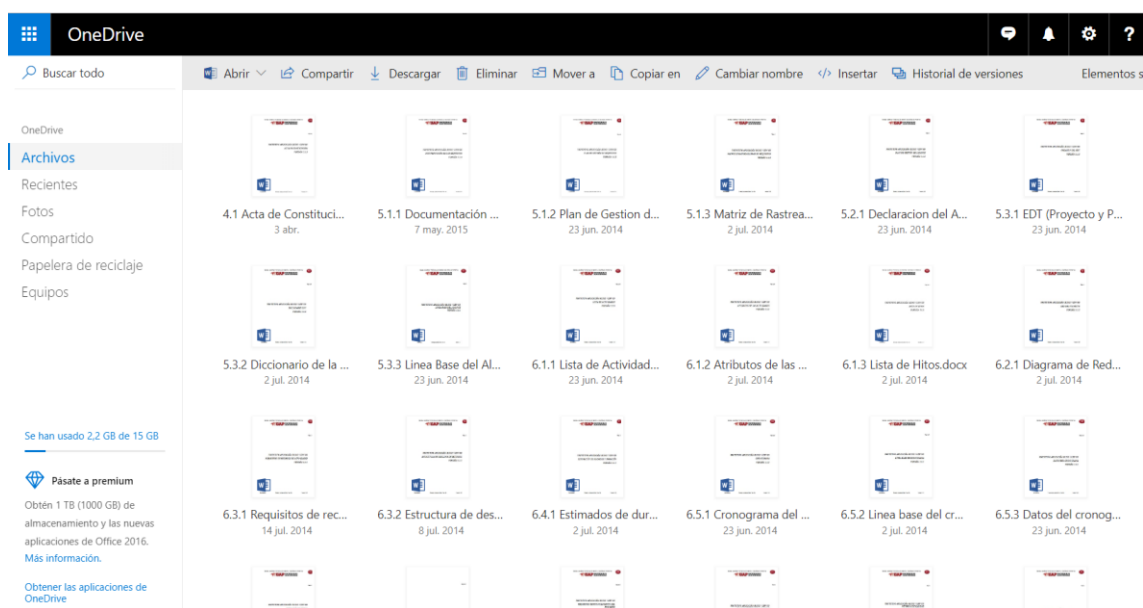 OneDrive
?
Buscar todo
Abrir Compartir Descargar Eliminar Mover a Copiar en Cambiar nombre Insertar Historial de versiones Elementos s
OneDrive
Archivos
Recientes
Fotos
Compartido
Papelera de reciclaje
Equipos
Se han usado 2,2 GB de 15 GB
Pásate a premium
Obtén 1 TB (1000 GB) de
almacenamiento y las nuevas
aplicaciones de Office 2016.
Más información.
Obtener las aplicaciones de
OneDrive
4.1 Acta de Constituci... 5.1.1 Documentación ... 5.1.2 Plan de Gestion d... 5.1.3 Matriz de Rastrea... 5.2.1 Declaracion del A... 5.3.1 EDT (Proyecto y P...
3 abr. 7 may. 2015 23 jun. 2014 2 jul. 2014 23 jun. 2014 23 jun. 2014
5.3.2 Diccionario de la ... 5.3.3 Linea Base del Al... 6.1.1 Lista de Actividad... 6.1.2 Atributos de las ... 6.1.3 Lista de Hitos.docx 6.2.1 Diagrama de Red...
2 jul. 2014 23 jun. 2014 23 jun. 2014 2 jul. 2014 2 jul. 2014 2 jul. 2014
6.3.1 Requisitos de rec... 6.3.2 Estructura de des... 6.4.1 Estimados de dur... 6.5.1 Cronograma del ... 6.5.2 Linea base del cr... 6.5.3 Datos del cronog...
14 jul. 2014 8 jul. 2014 2 jul. 2014 23 jun. 2014 2 jul. 2014 23 jun. 2014